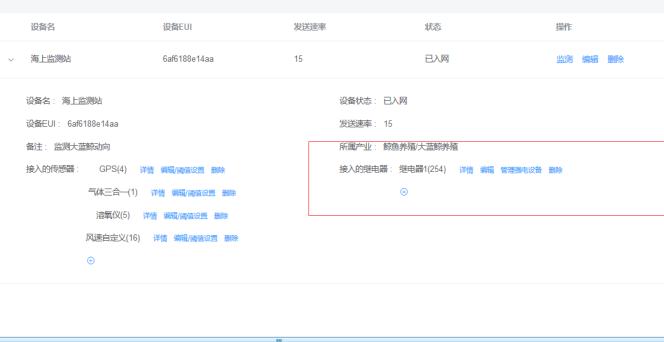 设备名 设备EUI 发送速率 状态 操作
海上监测站 6af6188e14aa 15 已入网 监测 编辑 删除
设备名： 海上监测站 设备状态： 已入网
设备EUI： 6af6188e14aa 发送速率： 15
备注： 监测大蓝鲸动向 所属产业： 鲸鱼养殖/大蓝鲸养殖
接入的传感器： GPS(4) 详情 编辑/阈值设置 删除 接入的继电器： 继电器1(254) 详情 编辑 管理继电设备 删除
气体三合一(1) 详情 编辑/阈值设置 删除
溶氧仪(5) 详情 编辑/阈值设置 删除
风速自定义(16) 详情 编辑/阈值设置 删除